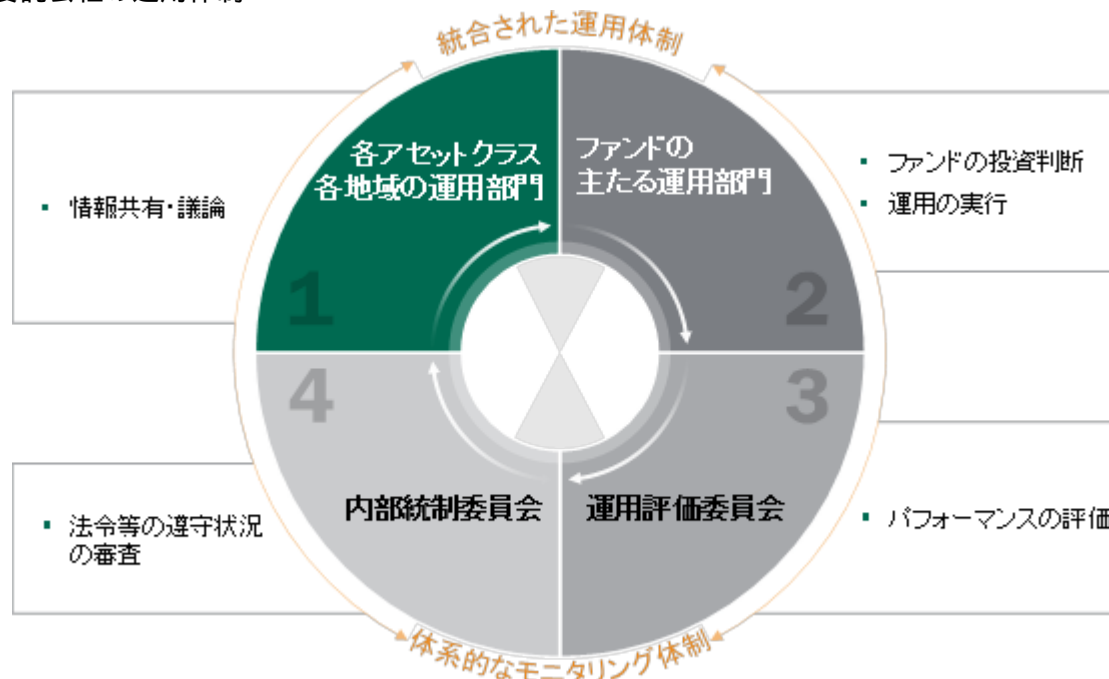 統合された運用体制
各アセットクラス
各地域の運用部門
ファンドの
主たる運用部門
▪ 情報共有・議論
▪ ファンドの投資判断
▪ 運用の実行
1
2
4
3
内部統制委員会
運用評価委員会
▪ 法令等の遵守状況
の審査
▪ パフォーマンスの評価
体系的なモニタリング体制